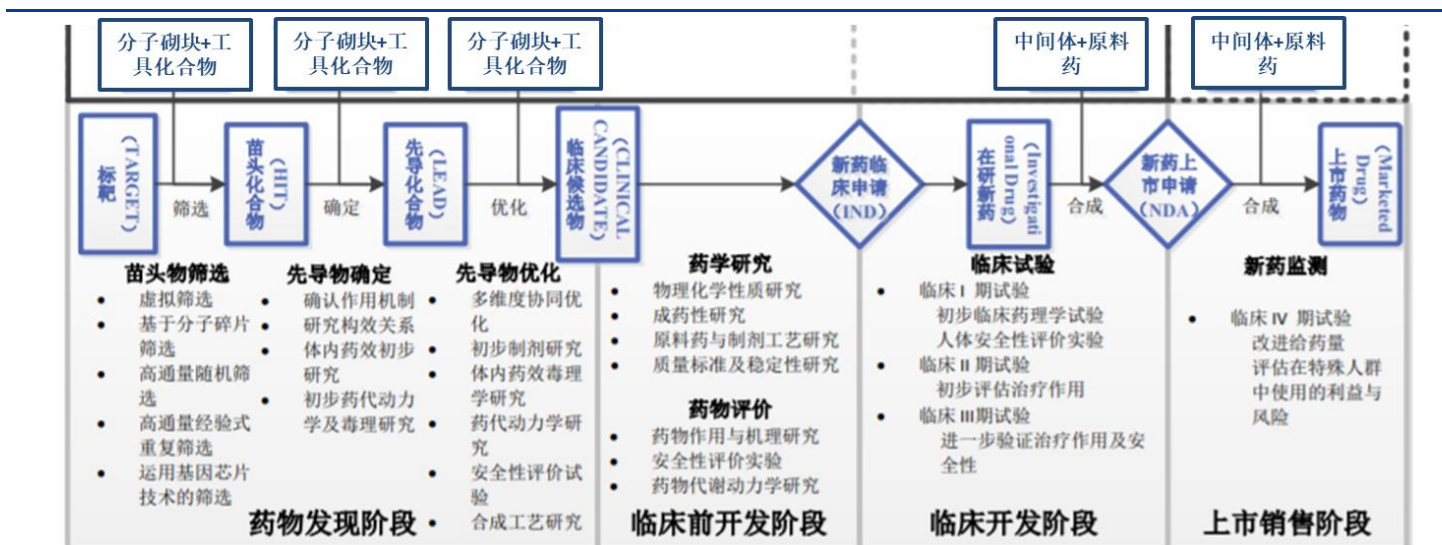 分子砌块+工
具化合物
分子砌块+工
具化合物
分子砌块+工
具化合物
中间体+原料
药
中间体+原料
药
标靶
(TARGET)
筛选
苗头化合物
(HIT)
确定
先导化合物
(LEAD)
优化
临床候选物
(CLINICAL
CANDIDATE)
新药临
床申请
(IND)
在研新药
(Investigati
onal Drug)
合成
新药上
市申请
(NDA)
合成
上市药物
(Marketed
Drug)
苗头物筛选
• 虚拟筛选
• 基于分子碎片
筛选
• 高通量随机筛
选
• 高通量经验式
重复筛选
• 运用基因芯片
技术的筛选
先导物确定
• 确认作用机制
• 研究构效关系
• 体内药效初步
研究
• 初步药代动力
学及毒理研究
先导物优化
• 多维度协同优
化
• 初步制剂研究
• 体内药效毒理
学研究
• 药代动力学研
究
• 安全性评价试
验
• 合成工艺研究
药物发现阶段
药学研究
• 物理化学性质研究
• 成药性研究
• 原料药与制剂工艺研究
• 质量标准及稳定性研究
药物评价
• 药物作用与机理研究
• 安全性评价实验
• 药物代谢动力学研究
临床前开发阶段
临床试验
• 临床 I 期试验
初步临床药理学试验
人体安全性评价实验
• 临床 II 期试验
初步评估治疗作用
• 临床 III期试验
进一步验证治疗作用及安
全性
临床开发阶段
新药监测
• 临床 IV 期试验
改进给药量
评估在特殊人群
中使用的利益与
风险
上市销售阶段